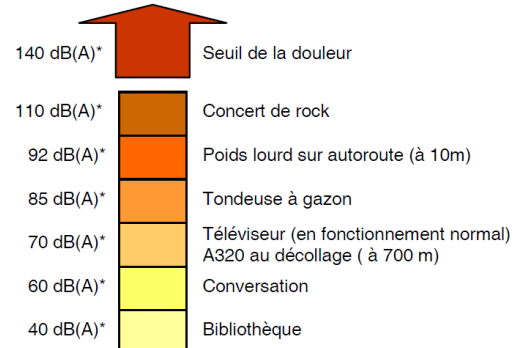 140 dB(A)* Seuil de la douleur
110 dB(A)* Concert de rock
92 dB(A)* Poids lourd sur autoroute (à 10m)
85 dB(A)* Tondeuse à gazon
70 dB(A)* Téléviseur (en fonctionnement normal)
A320 au décollage ( à 700 m)
60 dB(A)* Conversation
40 dB(A)* Bibliothèque